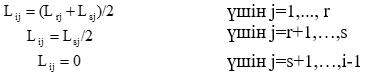 L ij = (L rj + L sj)/2 үшін j=1,..., r
L ij = L sj/2 үшін j=r+1,…,s
L ij = 0 үшін j=s+1,…,i-1